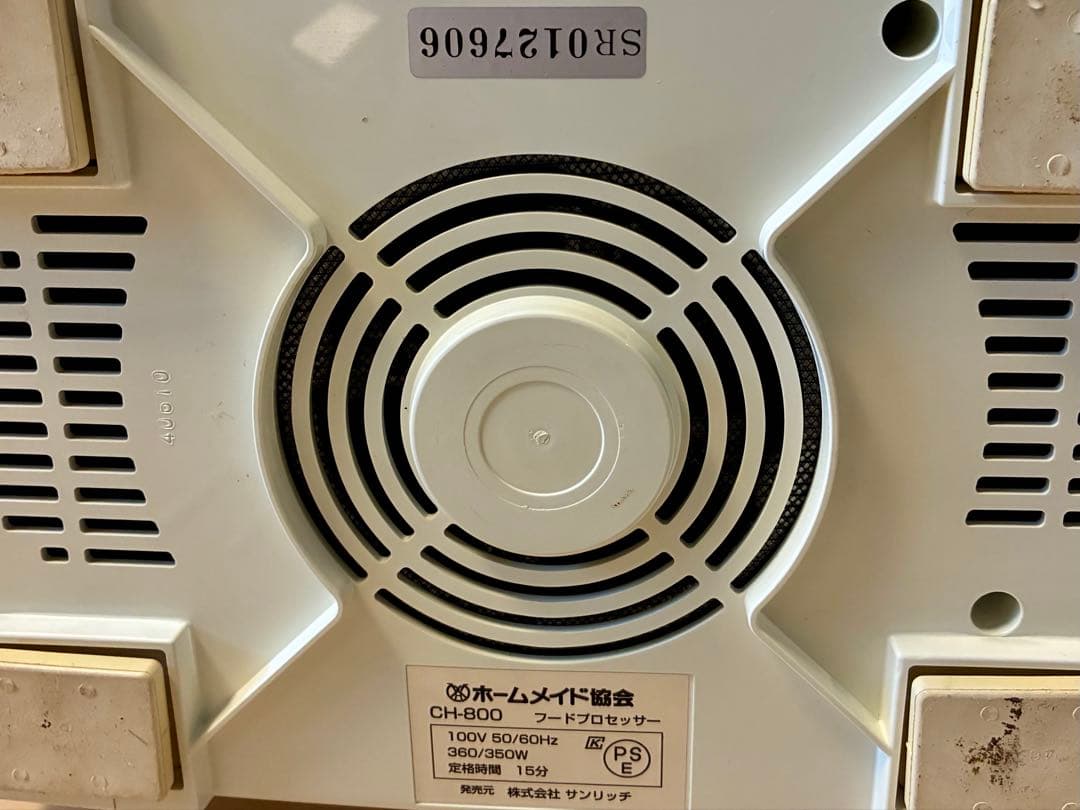 SR0127606
ホームメイド協会
CH-800 フードプロセッサー
100V 50/60Hz
360/350W
定格時間 15分
K
PS
E
発売元 株式会社 サンリッチ